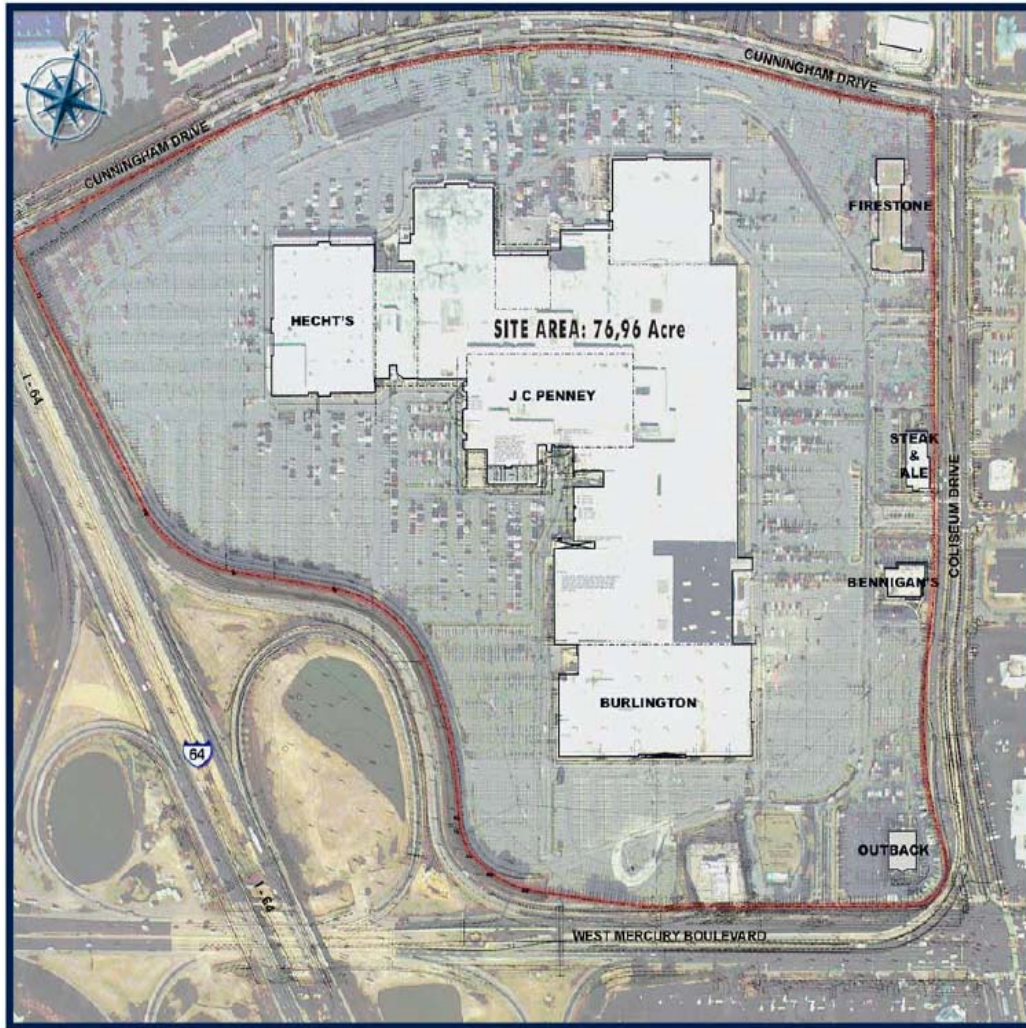 N
CUNNINGHAM DRIVE
CUNNINGHAM DRIVE
FIRESTONE
HECHT'S
SITE AREA: 76,96 Acre
I - 64
J C PENNEY
STEAK
&
ALE
COLISEUM DRIVE
BENNIGAN'S
BURLINGTON
64
OUTBACK
I - 64
WEST MERCURY BOULEVARD